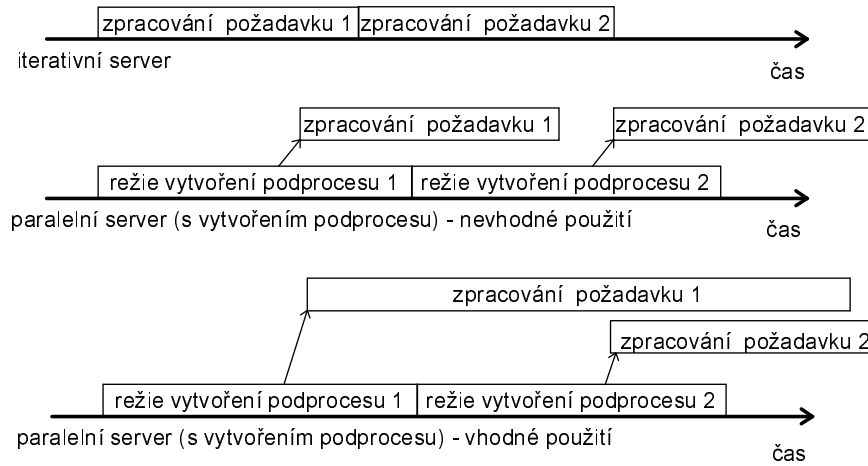 zpracování požadavku 1 zpracování požadavku 2
iterativní server
čas
zpracování požadavku 1 zpracování požadavku 2
režie vytvoření podprocesu 1 režie vytvoření podprocesu 2
paralelní server (s vytvořením podprocesu) - nevhodné použití
čas
zpracování požadavku 1
zpracování požadavku 2
režie vytvoření podprocesu 1 režie vytvoření podprocesu 2
paralelní server (s vytvořením podprocesu) - vhodné použití
čas